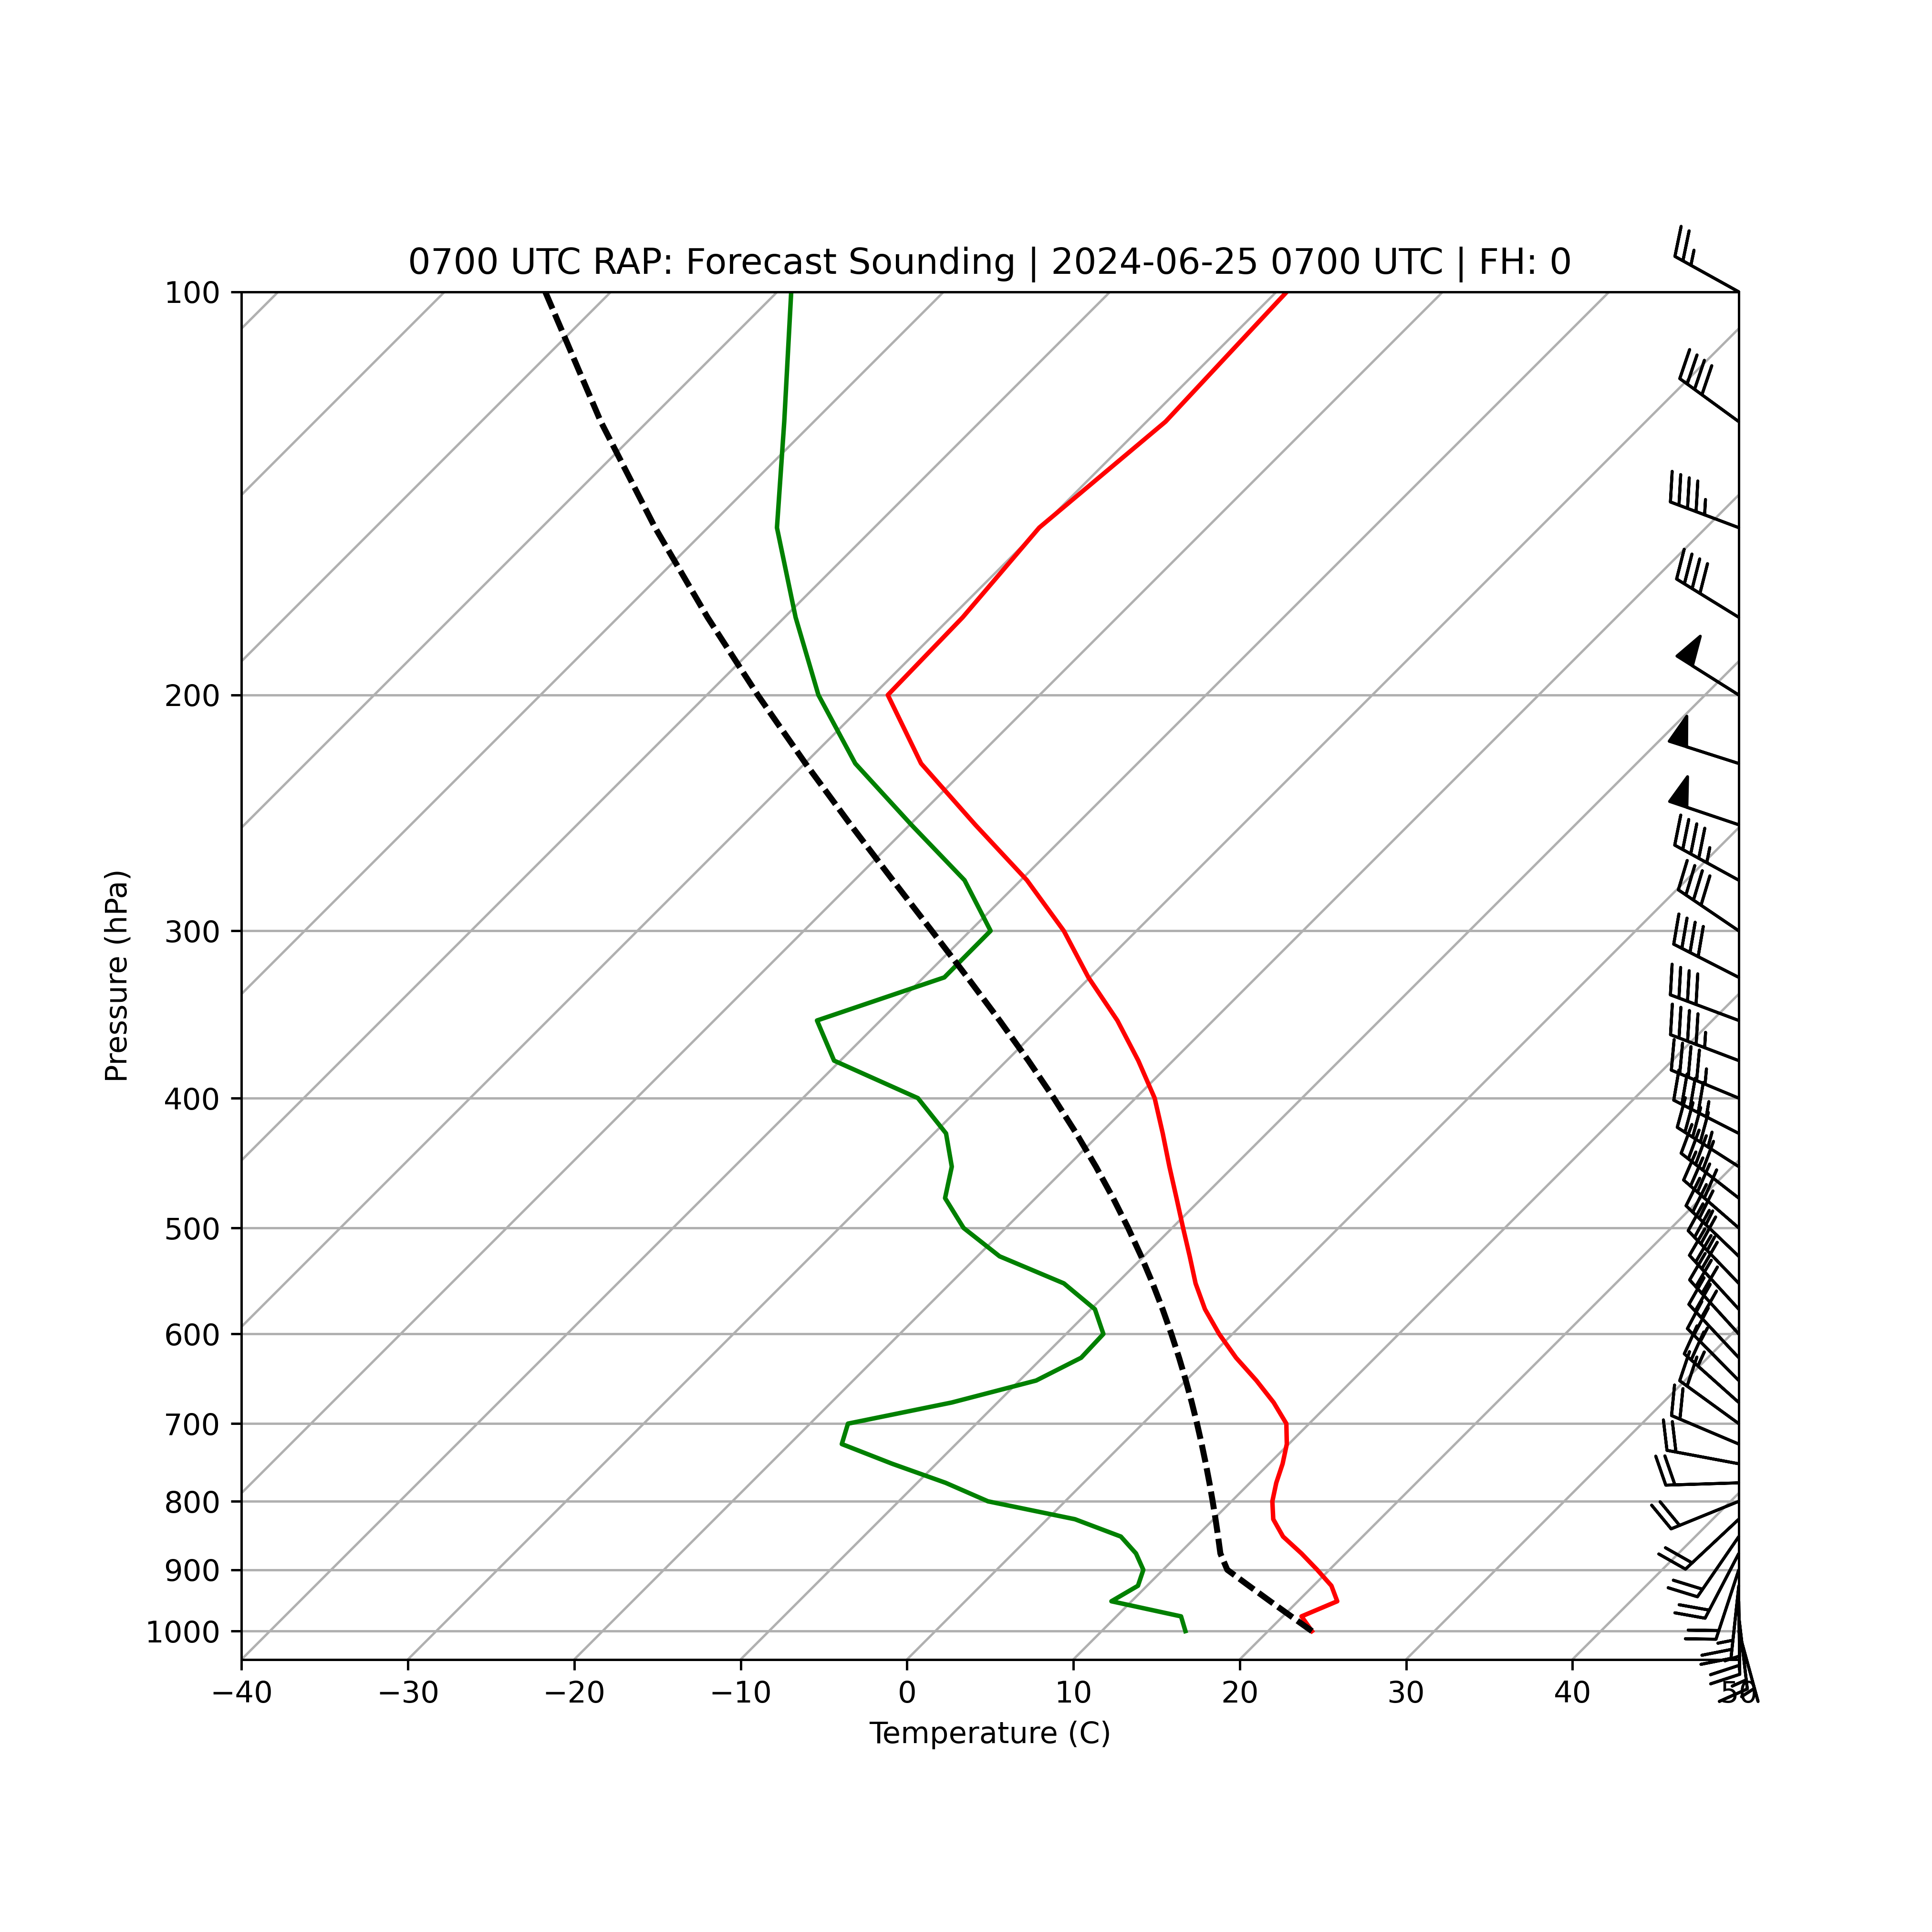 0700 UTC RAP: Forecast Sounding | 2024-06-25 0700 UTC | FH: 0
100
200
300
400
500
600
700
800
900
1000
Pressure (hPa)
−40 −30 −20 −10 0 10 20 30 40 50
Temperature (C)